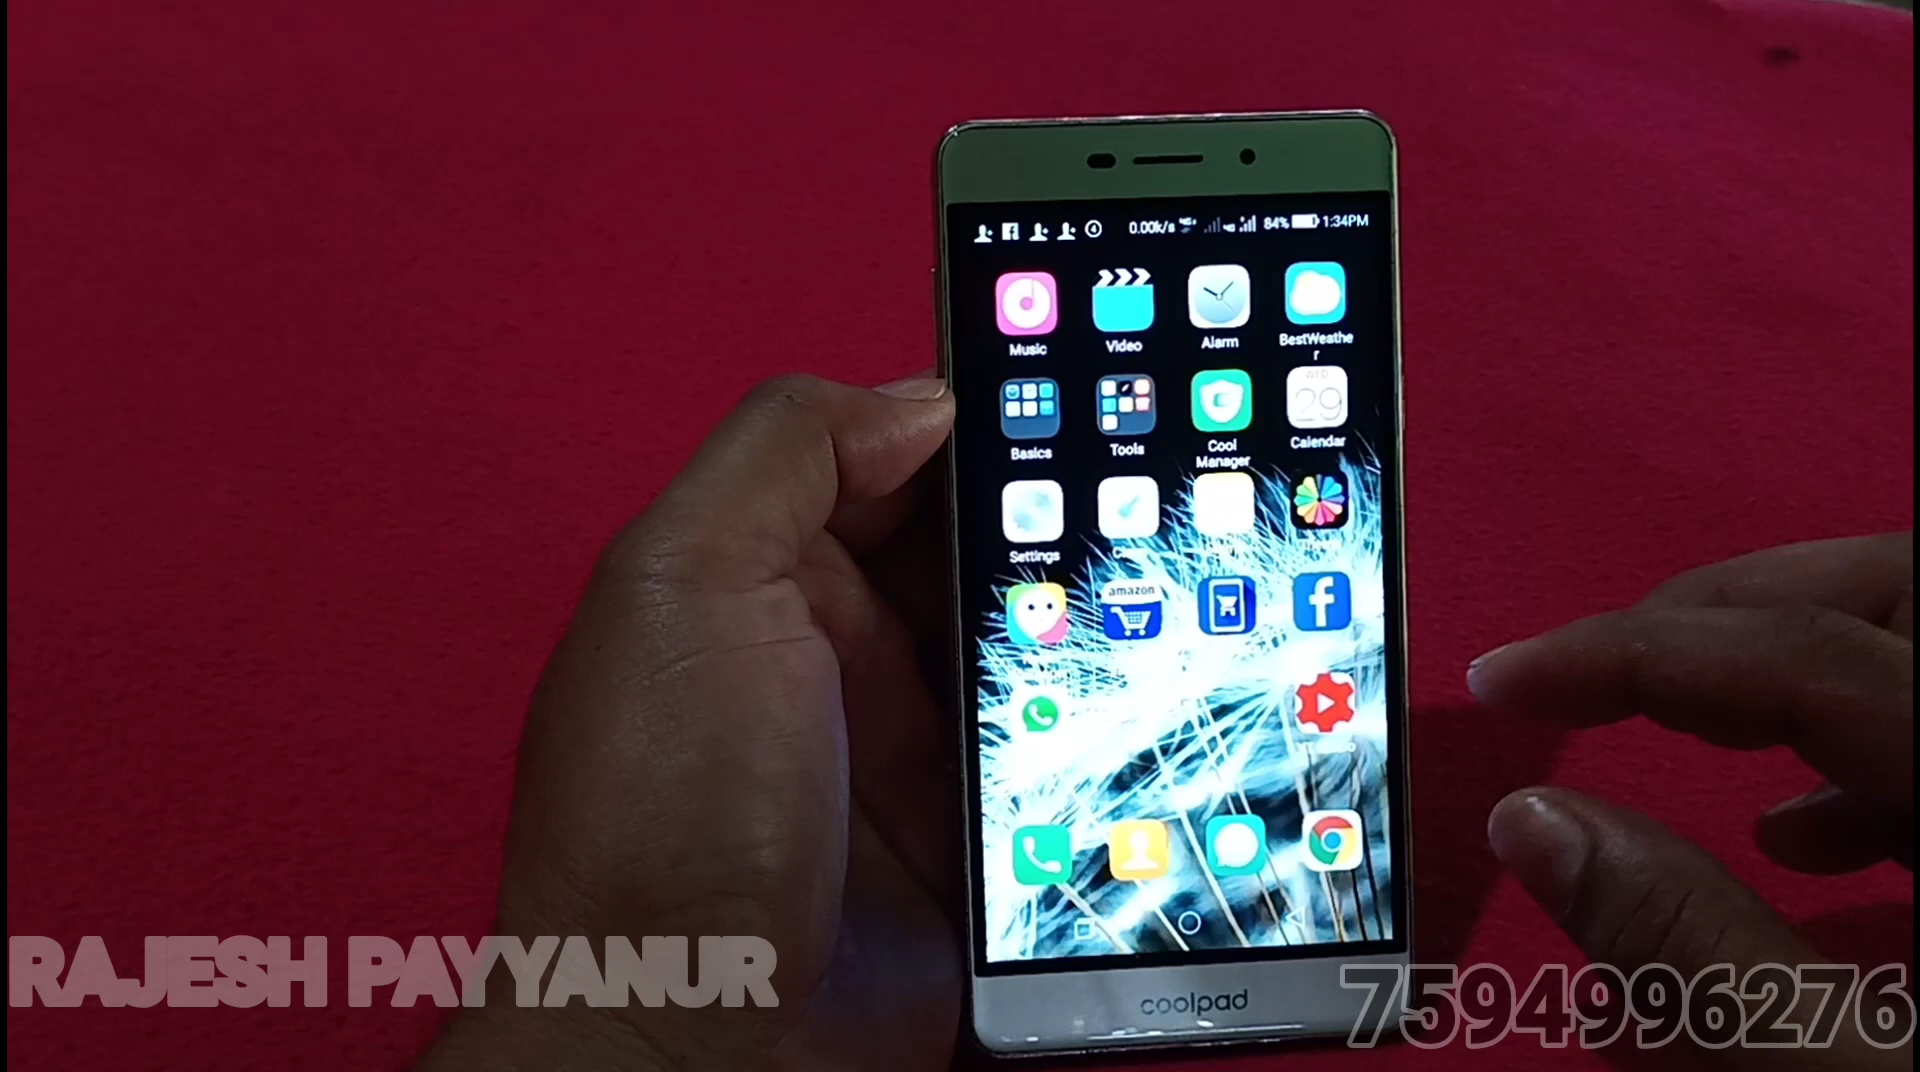 0.00k/s 84% 1:34PM
Music Video Alarm BestWeathe
r
WED
29
Basics Tools Cool Calendar
Manager
Settings
amazon
coolpad
RAJESH PAYYANUR
7594996276